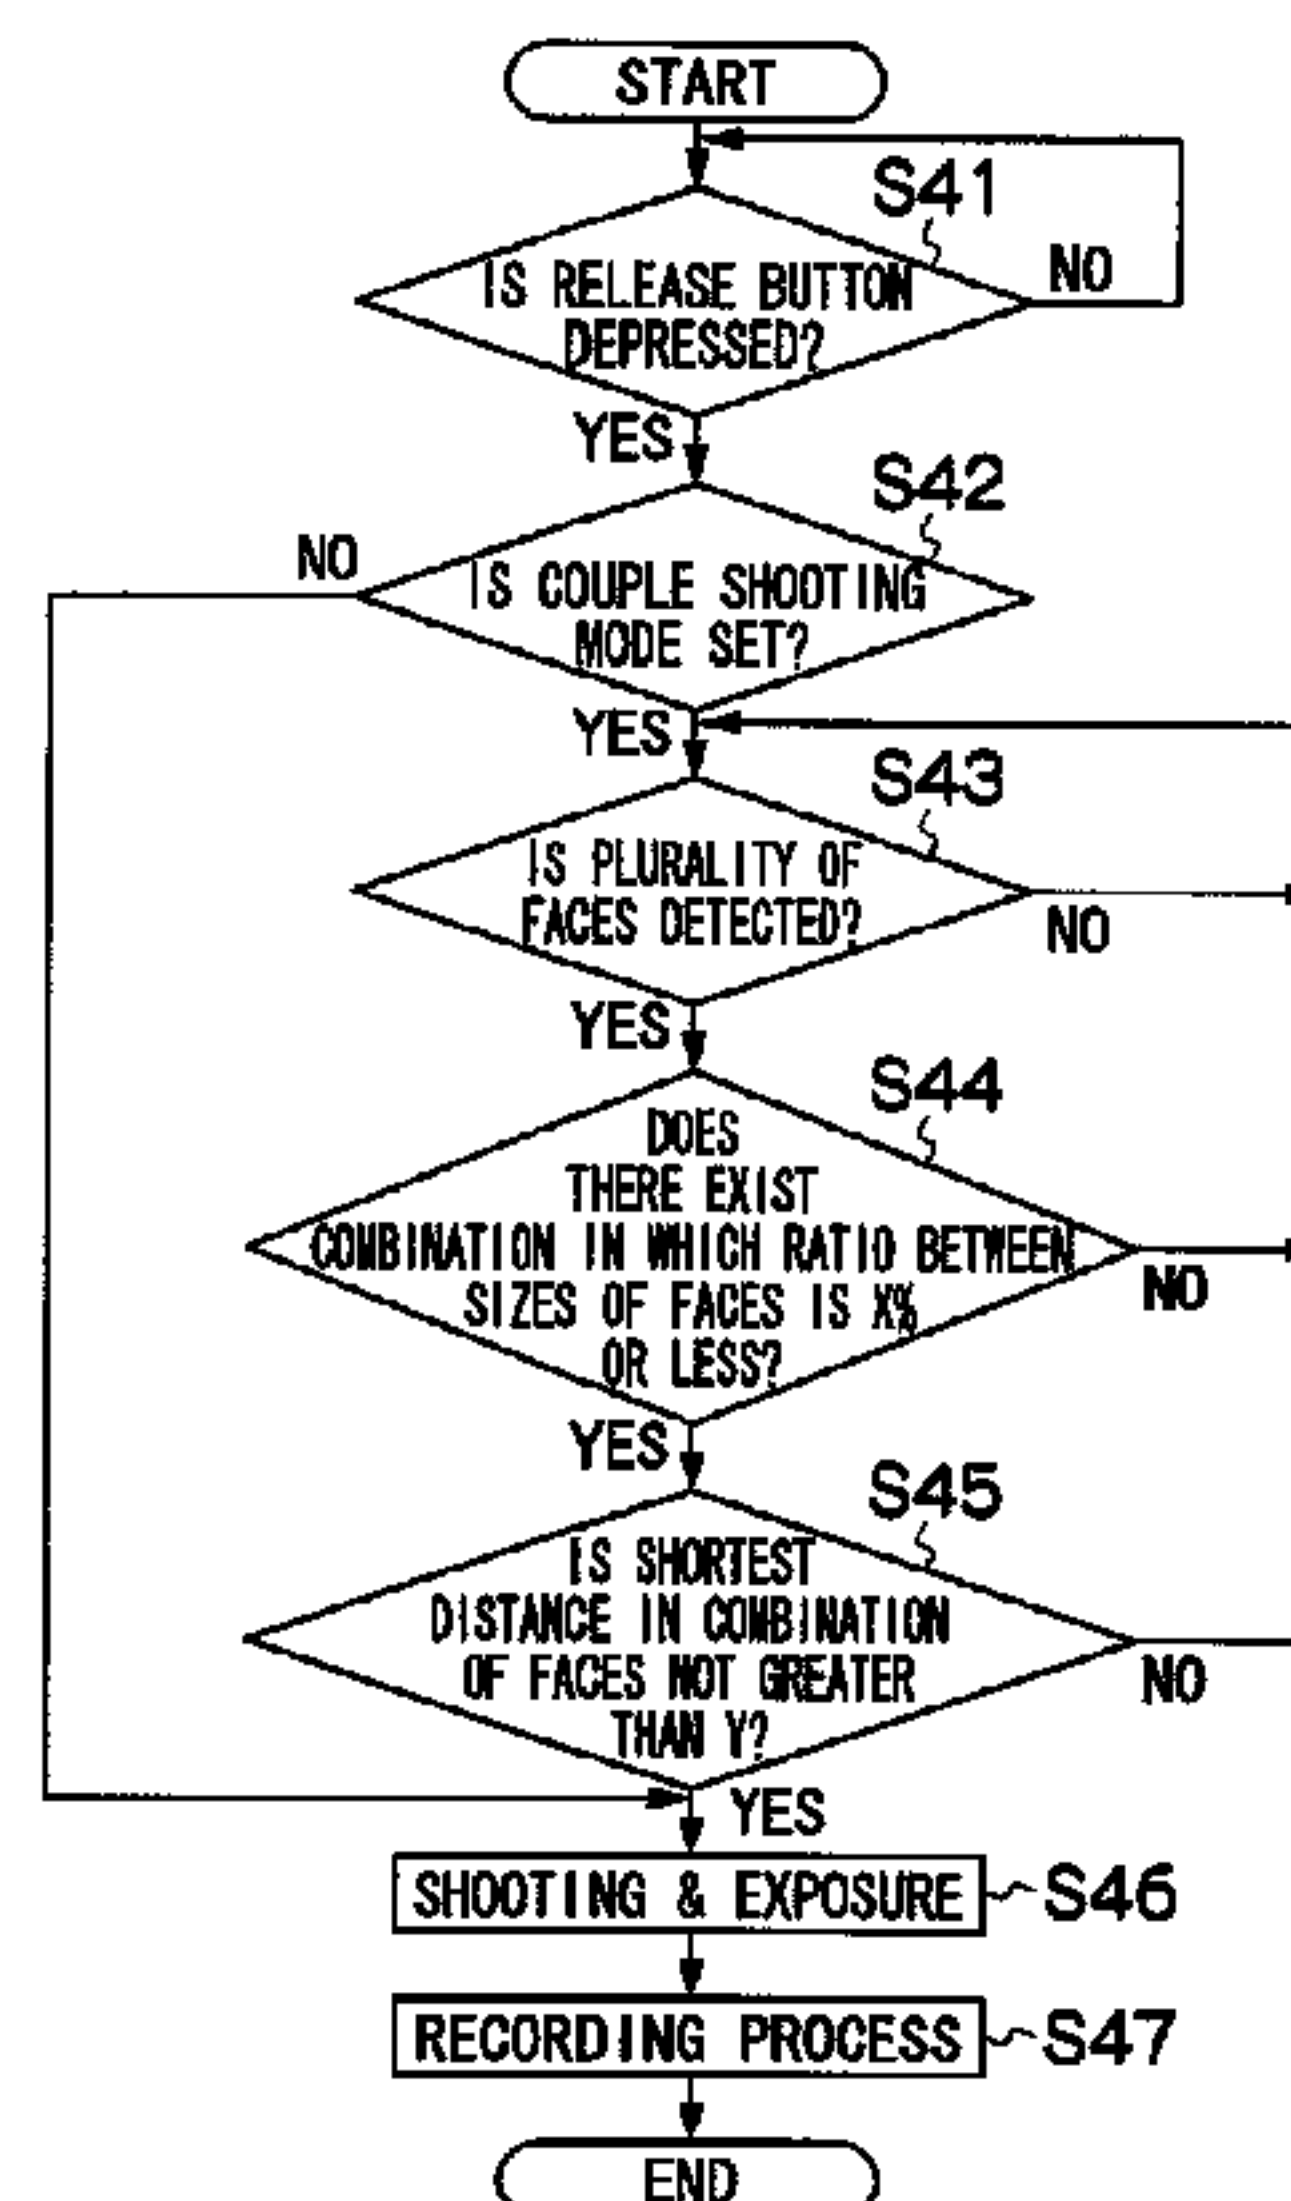 START
S41
IS RELEASE BUTTON
DEPRESSED?
NO
YES
S42
NO
IS COUPLE SHOOTING
MODE SET?
YES
S43
IS PLURALITY OF
FACES DETECTED?
NO
YES
S44
DOES
THERE EXIST
COMBINATION IN WHICH RATIO BETWEEN
SIZES OF FACES IS X%
OR LESS?
NO
YES
S45
IS SHORTEST
DISTANCE IN COMBINATION
OF FACES NOT GREATER
THAN Y?
NO
YES
SHOOTING & EXPOSURE
S46
RECORDING PROCESS
S47
END